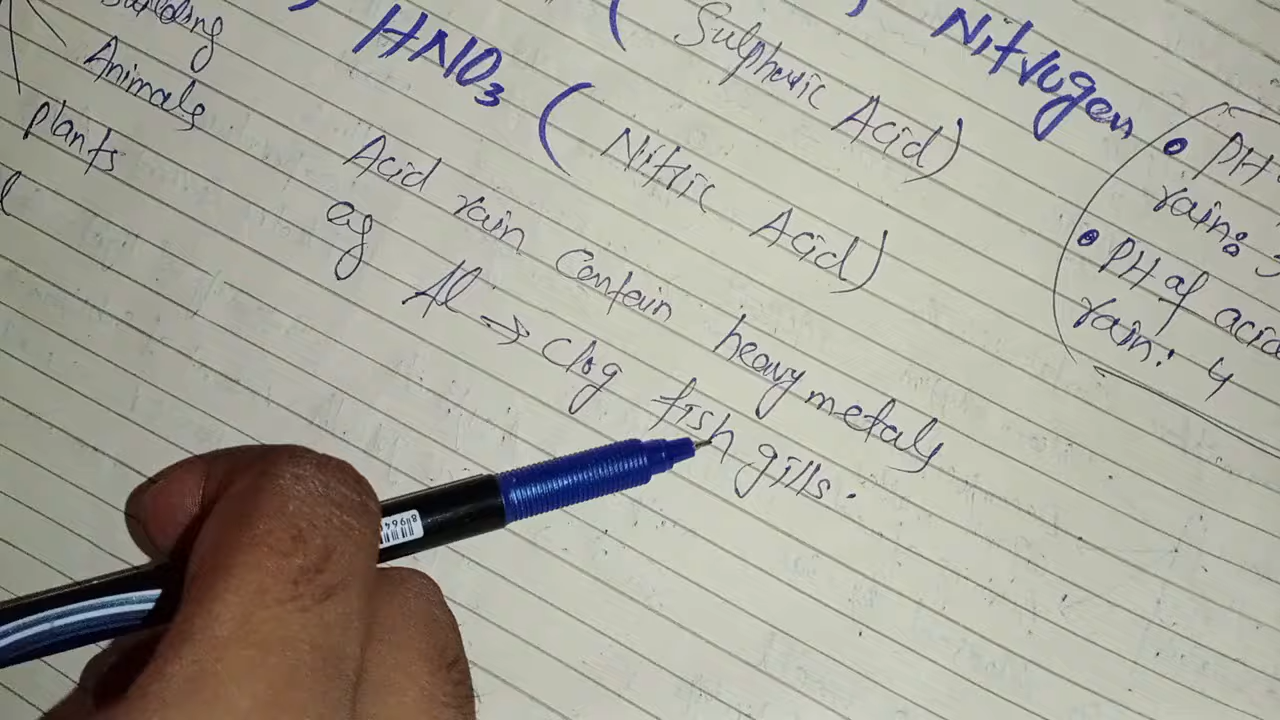 Building
Animals
plants
Nitrogen
(Sulphuric Acid)
HNO3 (Nitric Acid)
Acid rain contain heavy metals
eg Al → clog fish gills.
• PH
rain:
• PH of acid
rain: 4